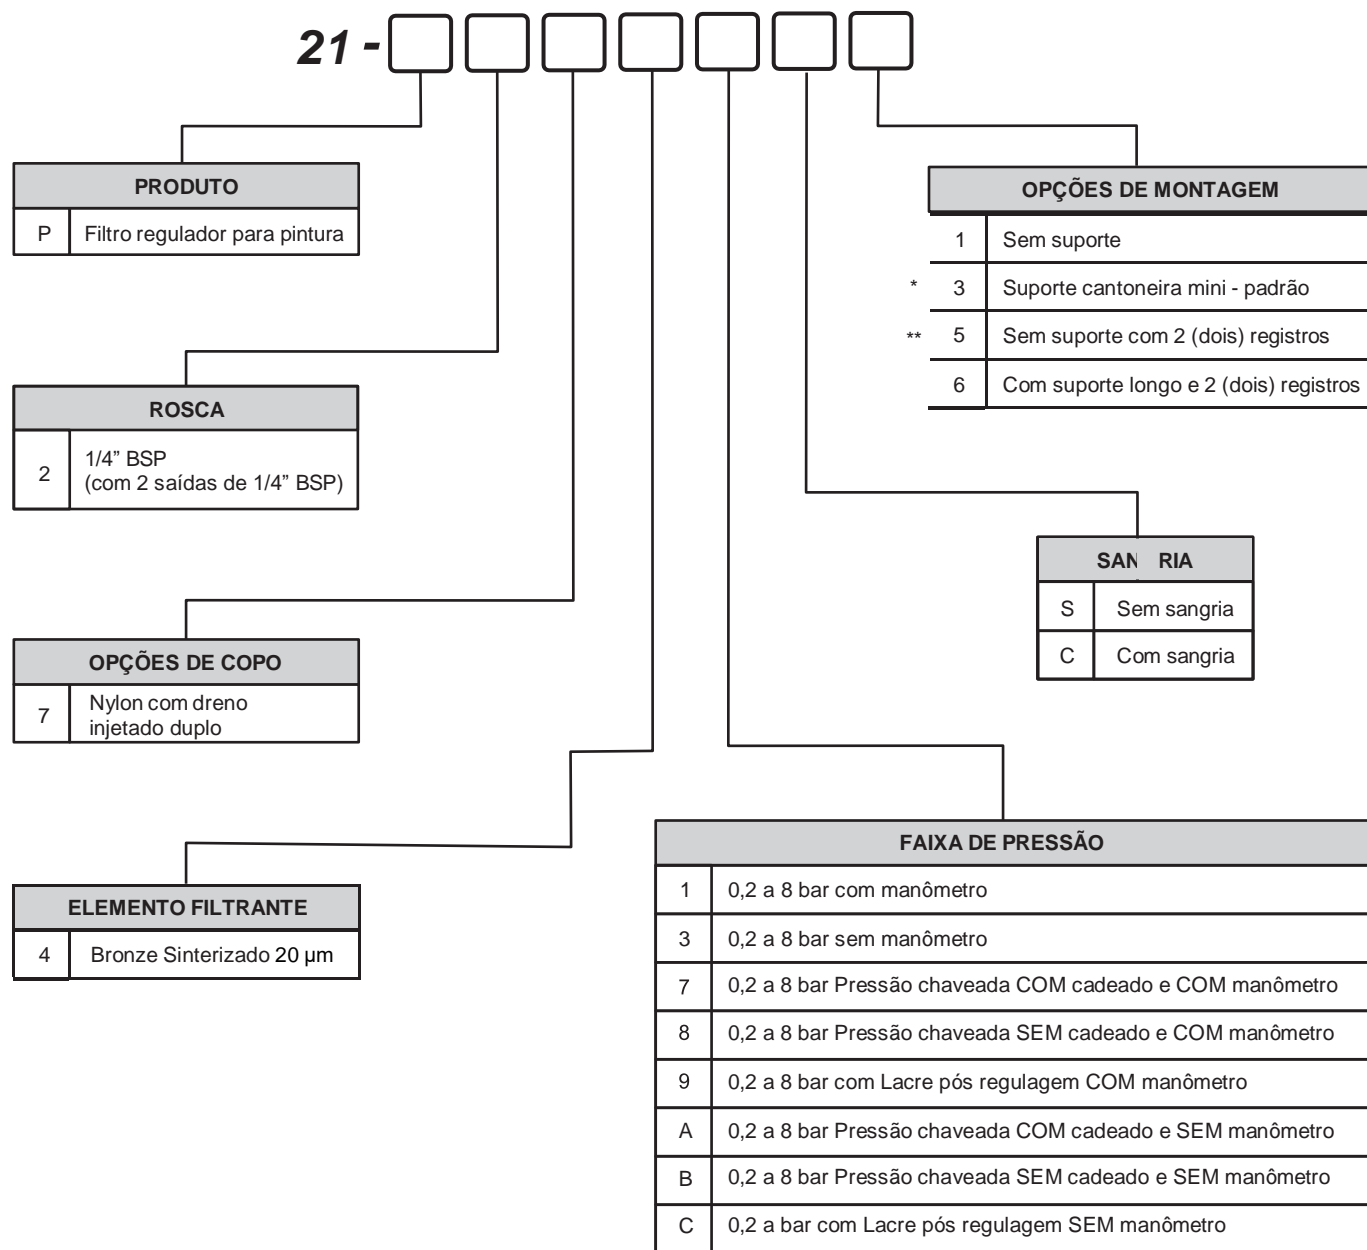 21 -
PRODUTO
P Filtro regulador para pintura
ROSCA
2 1/4” BSP
(com 2 saídas de 1/4” BSP)
OPÇÕES DE COPO
7 Nylon com dreno
injetado duplo
ELEMENTO FILTRANTE
4 Bronze Sinterizado 20 µm
OPÇÕES DE MONTAGEM
1 Sem suporte
* 3 Suporte cantoneira mini - padrão
** 5 Sem suporte com 2 (dois) registros
6 Com suporte longo e 2 (dois) registros
SAN RIA
S Sem sangria
C Com sangria
FAIXA DE PRESSÃO
1 0,2 a 8 bar com manômetro
3 0,2 a 8 bar sem manômetro
7 0,2 a 8 bar Pressão chaveada COM cadeado e COM manômetro
8 0,2 a 8 bar Pressão chaveada SEM cadeado e COM manômetro
9 0,2 a 8 bar com Lacre pós regulagem COM manômetro
A 0,2 a 8 bar Pressão chaveada COM cadeado e SEM manômetro
B 0,2 a 8 bar Pressão chaveada SEM cadeado e SEM manômetro
C 0,2 a bar com Lacre pós regulagem SEM manômetro